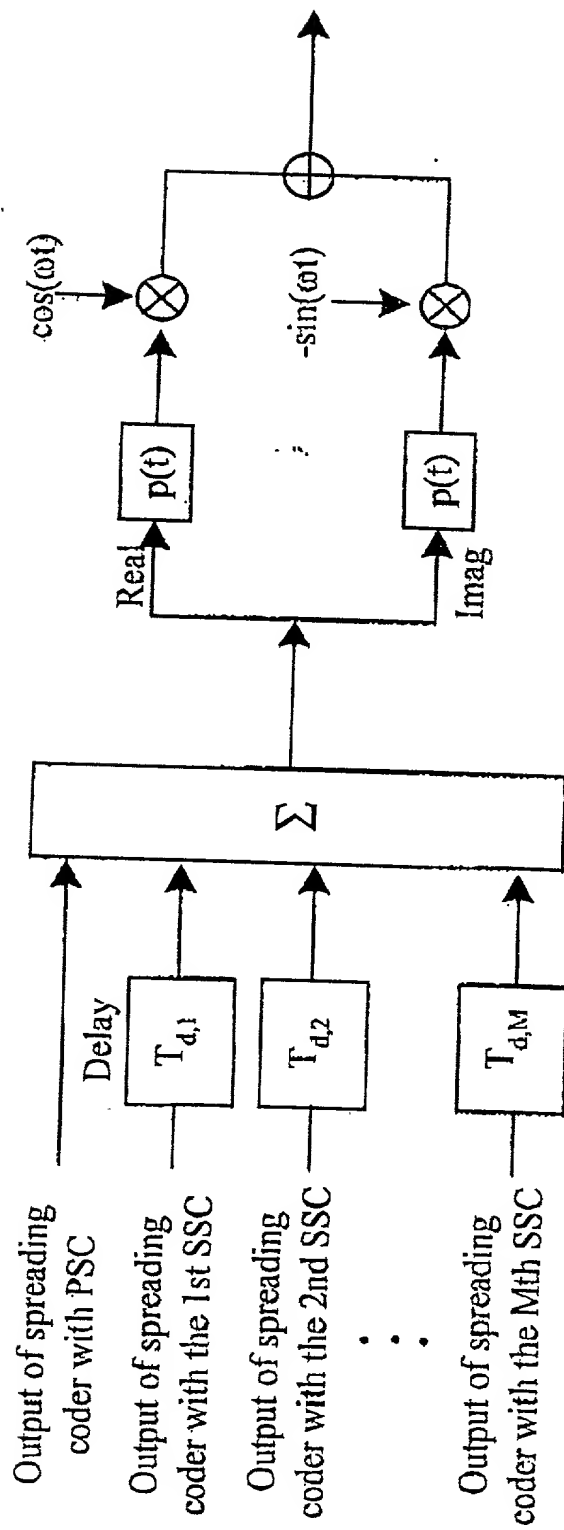 Output of spreading
coder with PSC
Output of spreading
coder with the 1st SSC
Output of spreading
coder with the 2nd SSC
Output of spreading
coder with the Mth SSC
Delay
T_{d,1}
T_{d,2}
T_{d,M}
Σ
Real
Imag
p(t)
p(t)
cos(ωt)
-sin(ωt)